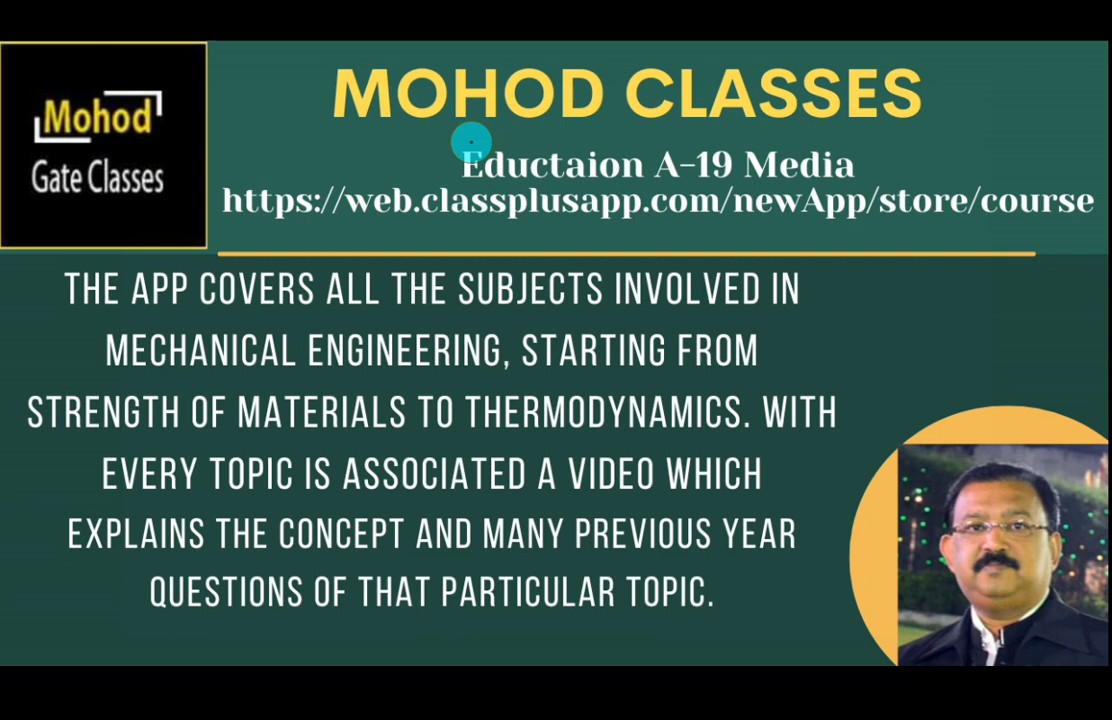 Mohod
Gate Classes
MOHOD CLASSES
Eductaion A-19 Media
https://web.classplusapp.com/newApp/store/course
THE APP COVERS ALL THE SUBJECTS INVOLVED IN
MECHANICAL ENGINEERING, STARTING FROM
STRENGTH OF MATERIALS TO THERMODYNAMICS. WITH
EVERY TOPIC IS ASSOCIATED A VIDEO WHICH
EXPLAINS THE CONCEPT AND MANY PREVIOUS YEAR
QUESTIONS OF THAT PARTICULAR TOPIC.